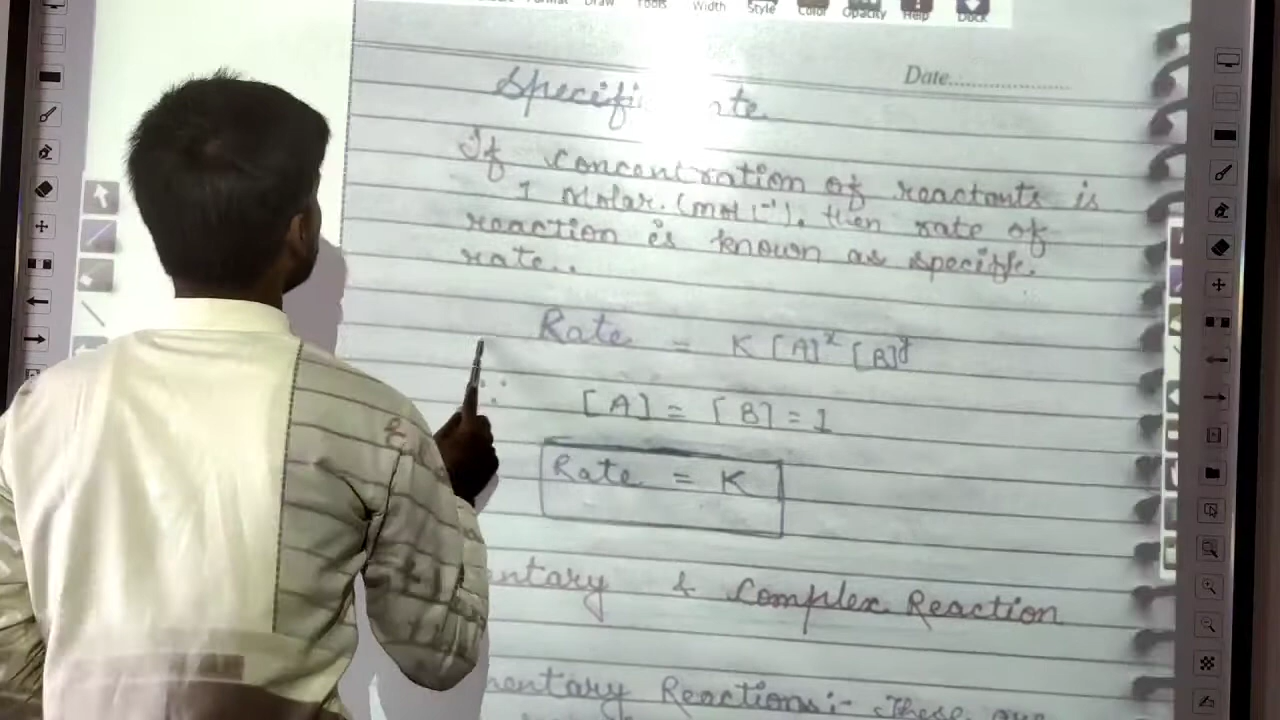 Format Draw Tools Width Style Color Opacity Help Dock
Date....................
If concentration of reactants is
1 Molar. (mol L⁻¹). then rate of
reaction is known as specific.
rate..
Rate = K [A]ˣ [B]ʸ
∵ [A] = [B] = 1
Rate = K
& Complex Reaction
Reactions:- These are